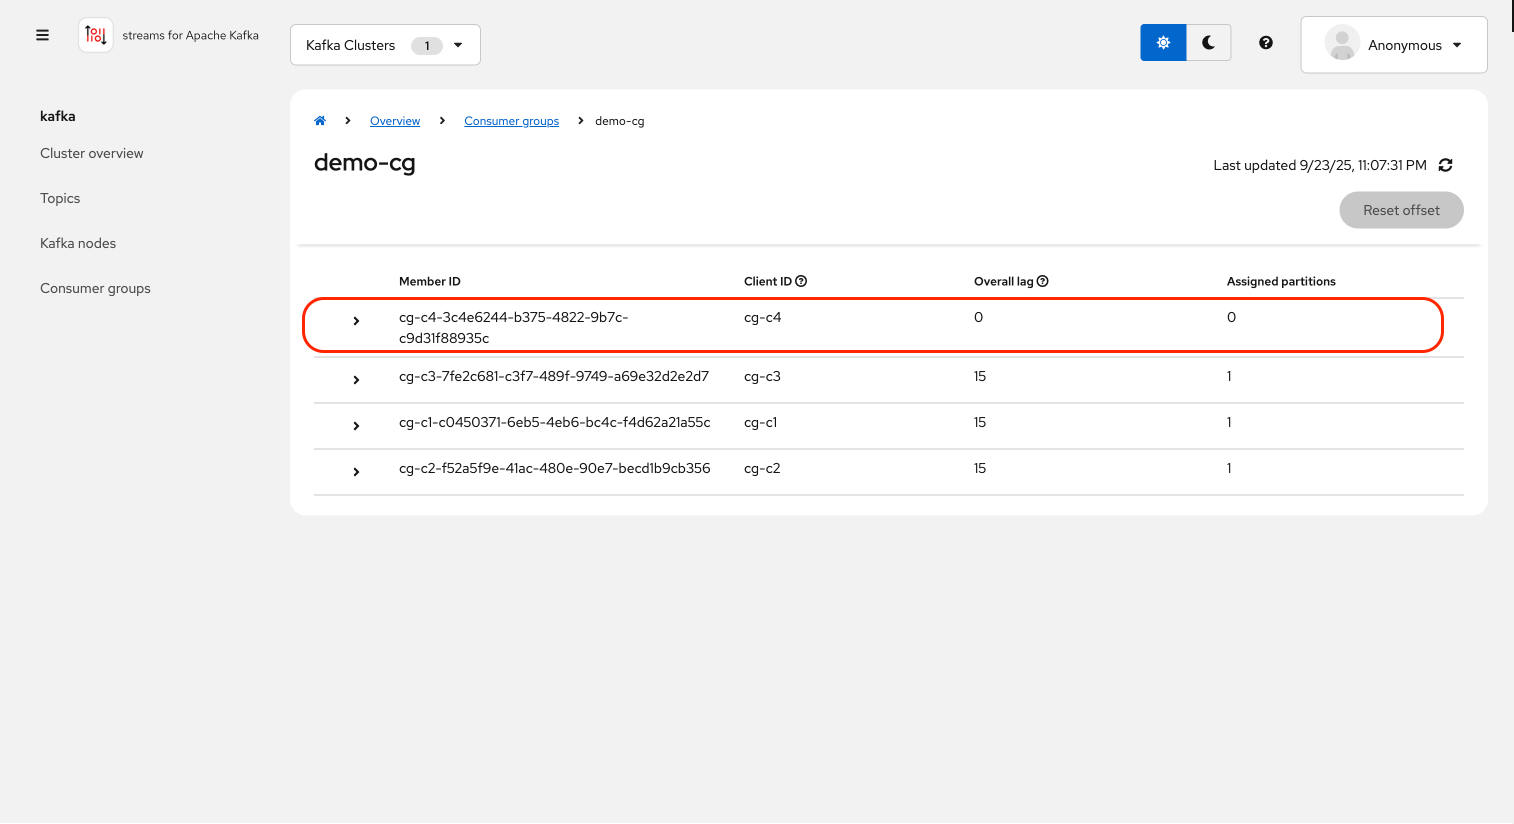 streams for Apache Kafka
Kafka Clusters 1
Anonymous
kafka
Cluster overview
Topics
Kafka nodes
Consumer groups
Overview Consumer groups demo-cg
demo-cg
Last updated 9/23/25, 11:07:31 PM
Reset offset
Member ID Client ID Overall lag Assigned partitions
cg-c4-3c4e6244-b375-4822-9b7c- cg-c4 0 0
c9d31f88935c
cg-c3-7fe2c681-c3f7-489f-9749-a69e32d2e2d7 cg-c3 15 1
cg-c1-c0450371-6eb5-4eb6-bc4c-f4d62a21a55c cg-c1 15 1
cg-c2-f52a5f9e-41ac-480e-90e7-becd1b9cb356 cg-c2 15 1